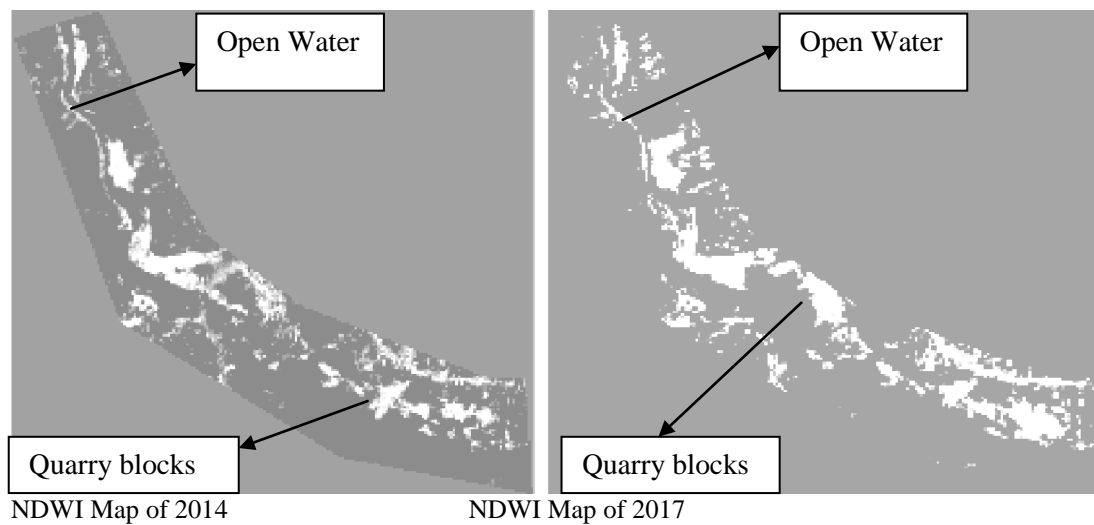 Open Water
Open Water
Quarry blocks
Quarry blocks
NDWI Map of 2014
NDWI Map of 2017